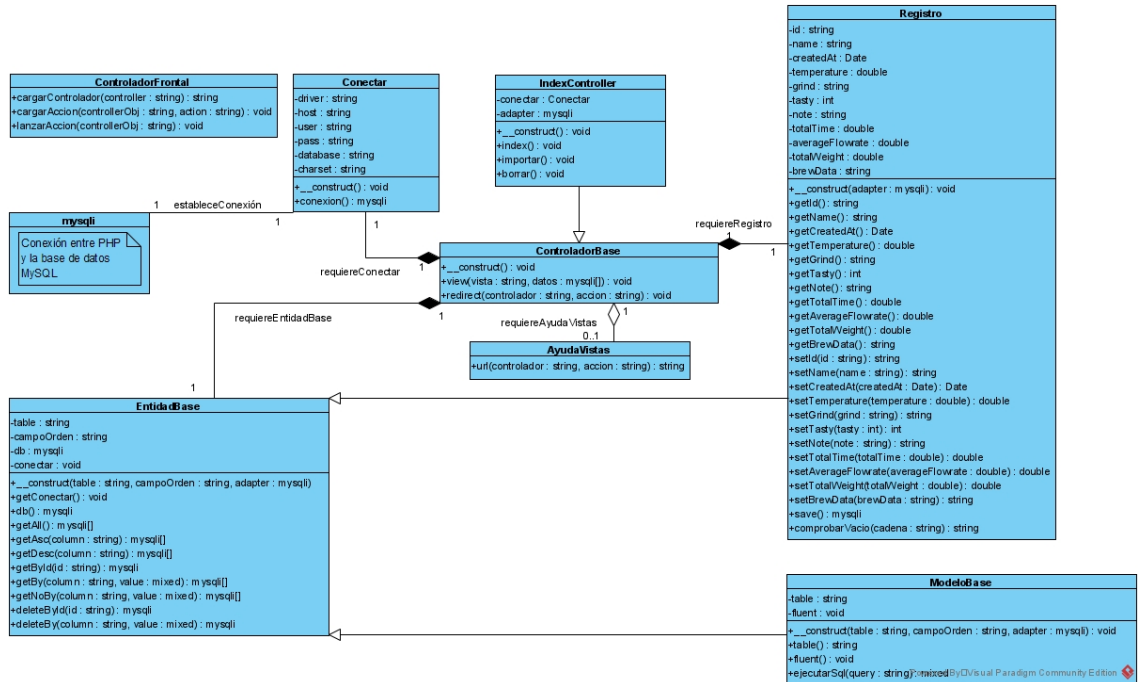 ControladorFrontal
+cargarControlador(controller : string) : string
+cargarAccion(controllerObj : string, action : string) : void
+lanzarAccion(controllerObj : string) : void
Conectar
-driver : string
-host : string
-user : string
-pass : string
-database : string
-charset : string
+__construct() : void
+conexion() : mysqli
IndexController
-conectar : Conectar
-adapter : mysqli
+__construct() : void
+index() : void
+importar() : void
+borrar() : void
Registro
-id : string
-name : string
-createdAt : Date
-temperature : double
-grind : string
-tasty : int
-note : string
-totalTime : double
-averageFlowrate : double
-totalWeight : double
-brewData : string
+__construct(adapter : mysqli) : void
+getId() : string
+getName() : string
+getCreatedAt() : Date
+getTemperature() : double
+getGrind() : string
+getTasty() : int
+getNote() : string
+getTotalTime() : double
+getAverageFlowrate() : double
+getTotalWeight() : double
+getBrewData() : string
+setId(id : string) : string
+setName(name : string) : string
+setCreatedAt(createdAt : Date) : Date
+setTemperature(temperature : double) : double
+setGrind(grind : string) : string
+setTasty(tasty : int) : int
+setNote(note : string) : string
+setTotalTime(totalTime : double) : double
+setAverageFlowrate(averageFlowrate : double) : double
+setTotalWeight(totalWeight : double) : double
+setBrewData(brewData : string) : string
+save() : mysqli
+comprobarVacio(cadena : string) : string
mysqli
Conexión entre PHP
y la base de datos
MySQL
1 estableceConexión
1
1
requiereConectar
1
ControladorBase
+__construct() : void
+view(vista : string, datos : mysqli[]) : void
+redirect(controlador : string, accion : string) : void
requiereRegistro
1
1
requiereEntidadBase
1
1
requiereAyudaVistas
1
0..1
AyudaVistas
+url(controlador : string, accion : string) : string
EntidadBase
-table : string
-campoOrden : string
-db : mysqli
-conectar : void
+__construct(table : string, campoOrden : string, adapter : mysqli)
+getConectar() : void
+db() : mysqli
+getAll() : mysqli[]
+getAsc(column : string) : mysqli[]
+getDesc(column : string) : mysqli[]
+getById(id : string) : mysqli
+getBy(column : string, value : mixed) : mysqli[]
+getNoBy(column : string, value : mixed) : mysqli[]
+deleteById(id : string) : mysqli
+deleteBy(column : string, value : mixed) : mysqli
ModeloBase
-table : string
-fluent : void
+__construct(table : string, campoOrden : string, adapter : mysqli) : void
+table() : string
+fluent() : void
+ejecutarSql(query : string) : mixed
Visual Paradigm Community Edition